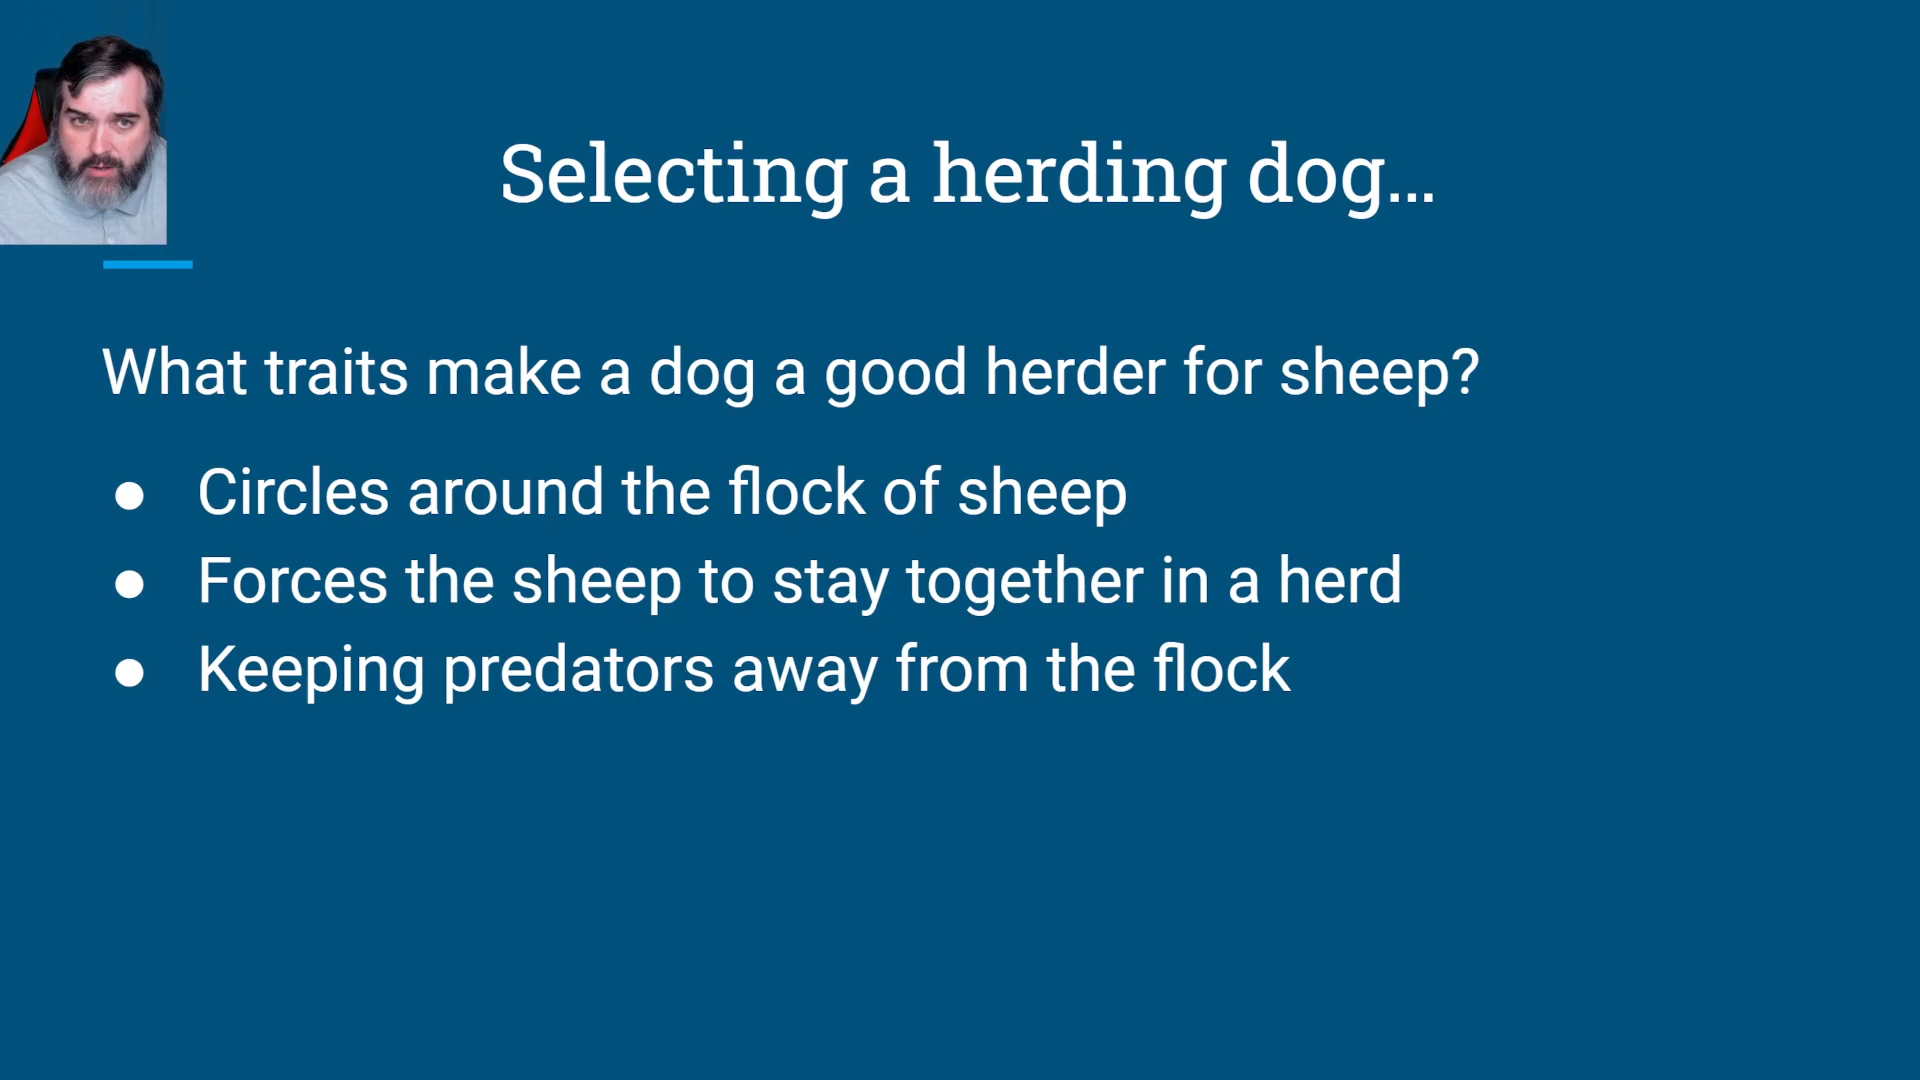 Selecting a herding dog...
What traits make a dog a good herder for sheep?
● Circles around the flock of sheep
● Forces the sheep to stay together in a herd
● Keeping predators away from the flock